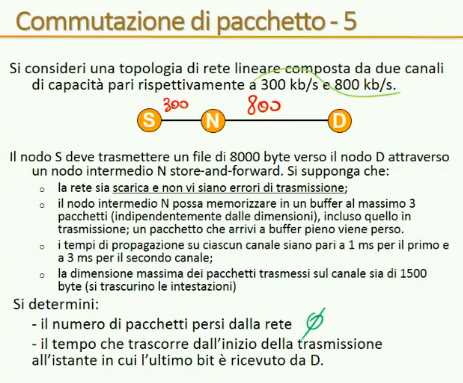 Commutazione di pacchetto - 5
Si consideri una topologia di rete lineare composta da due canali
di capacità pari rispettivamente a 300 kb/s e 800 kb/s.
300 800
S N D
Il nodo S deve trasmettere un file di 8000 byte verso il nodo D attraverso
un nodo intermedio N store-and-forward. Si supponga che:
○ la rete sia scarica e non vi siano errori di trasmissione;
○ il nodo intermedio N possa memorizzare in un buffer al massimo 3
pacchetti (indipendentemente dalle dimensioni), incluso quello in
trasmissione; un pacchetto che arrivi a buffer pieno viene perso.
○ i tempi di propagazione su ciascun canale siano pari a 1 ms per il primo e
a 3 ms per il secondo canale;
○ la dimensione massima dei pacchetti trasmessi sul canale sia di 1500
byte (si trascurino le intestazioni)
Si determini:
- il numero di pacchetti persi dalla rete ∅
- il tempo che trascorre dall'inizio della trasmissione
all'istante in cui l'ultimo bit è ricevuto da D.